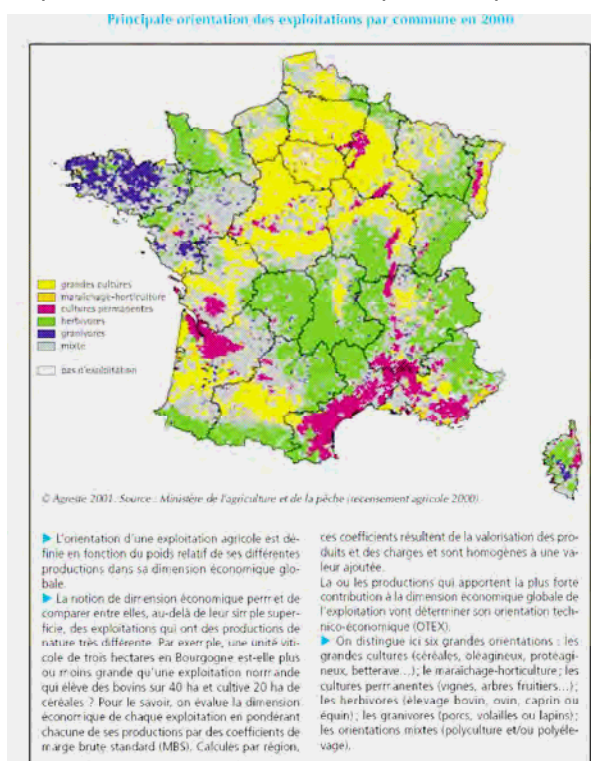 Principale orientation des exploitations par commune en 2000
grandes cultures
maraîchage-horticulture
cultures permanentes
herbivores
granivores
mixte
pas d'exploitation
© Agreste 2001. Source : Ministère de l'agriculture et de la pêche (recensement agricole 2000)
▶ L'orientation d'une exploitation agricole est dé-
finie en fonction du poids relatif de ses différentes
productions dans sa dimension économique glo-
bale.
▶ La notion de dimension économique permet de
comparer entre elles, au-delà de leur simple super-
ficie, des exploitations qui ont des productions de
nature très différente. Par exemple, une unité viti-
cole de trois hectares en Bourgogne est-elle plus
ou moins grande qu'une exploitation normande
qui élève des bovins sur 40 ha et cultive 20 ha de
céréales ? Pour le savoir, on évalue la dimension
économique de chaque exploitation en pondérant
chacune de ses productions par des coefficients de
marge brute standard (MBS). Calculés par région,
ces coefficients résultent de la valorisation des pro-
duits et des charges et sont homogènes à une va-
leur ajoutée.
La ou les productions qui apportent la plus forte
contribution à la dimension économique globale de
l'exploitation vont déterminer son orientation tech-
nico-économique (OTEX).
▶ On distingue ici six grandes orientations : les
grandes cultures (céréales, oléagineux, protéagi-
neux, betterave...) ; le maraîchage-horticulture ; les
cultures permanentes (vignes, arbres fruitiers...) ;
les herbivores (élevage bovin, ovin, caprin ou
équin) ; les granivores (porcs, volailles ou lapins) ;
les orientations mixtes (polyculture et/ou polyéle-
vage).